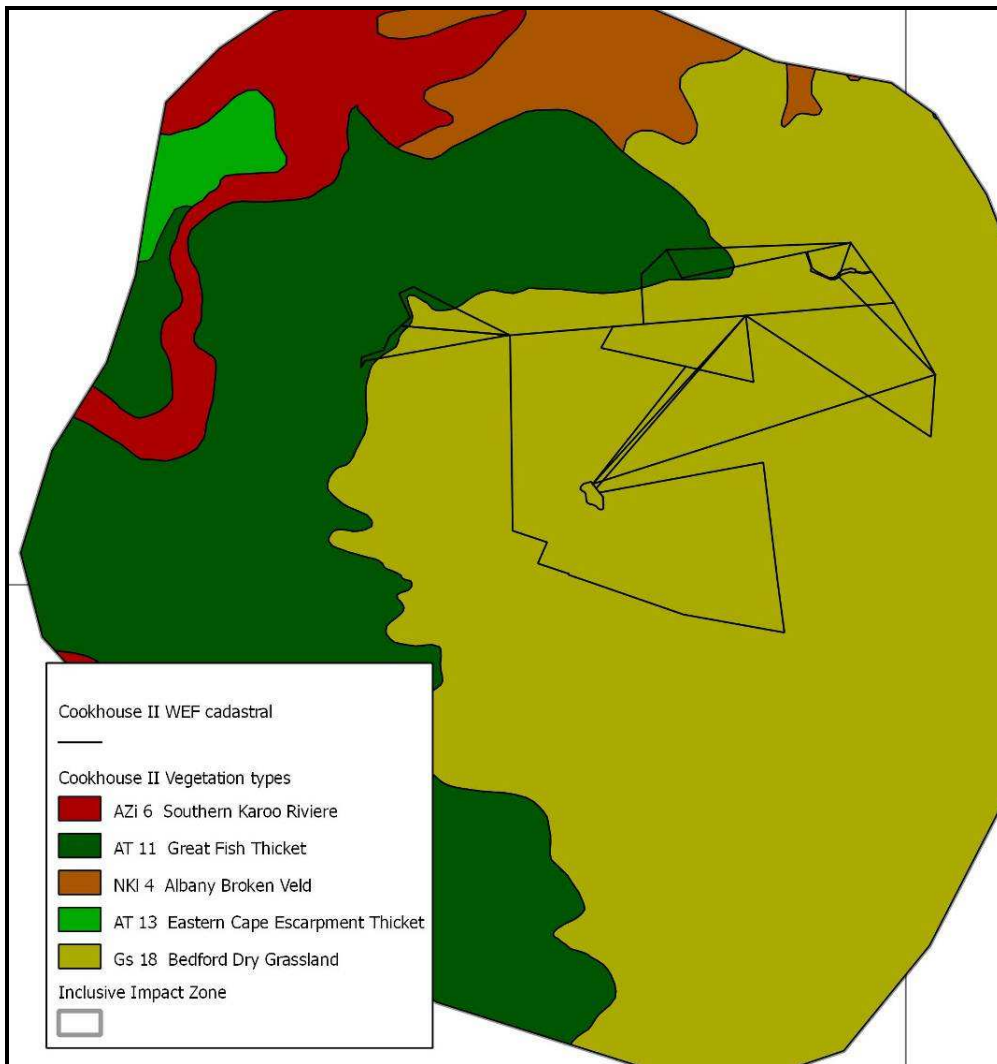 Cookhouse II WEF cadastral
Cookhouse II Vegetation types
AZi 6 Southern Karoo Riviere
AT 11 Great Fish Thicket
NKl 4 Albany Broken Veld
AT 13 Eastern Cape Escarpment Thicket
Gs 18 Bedford Dry Grassland
Inclusive Impact Zone